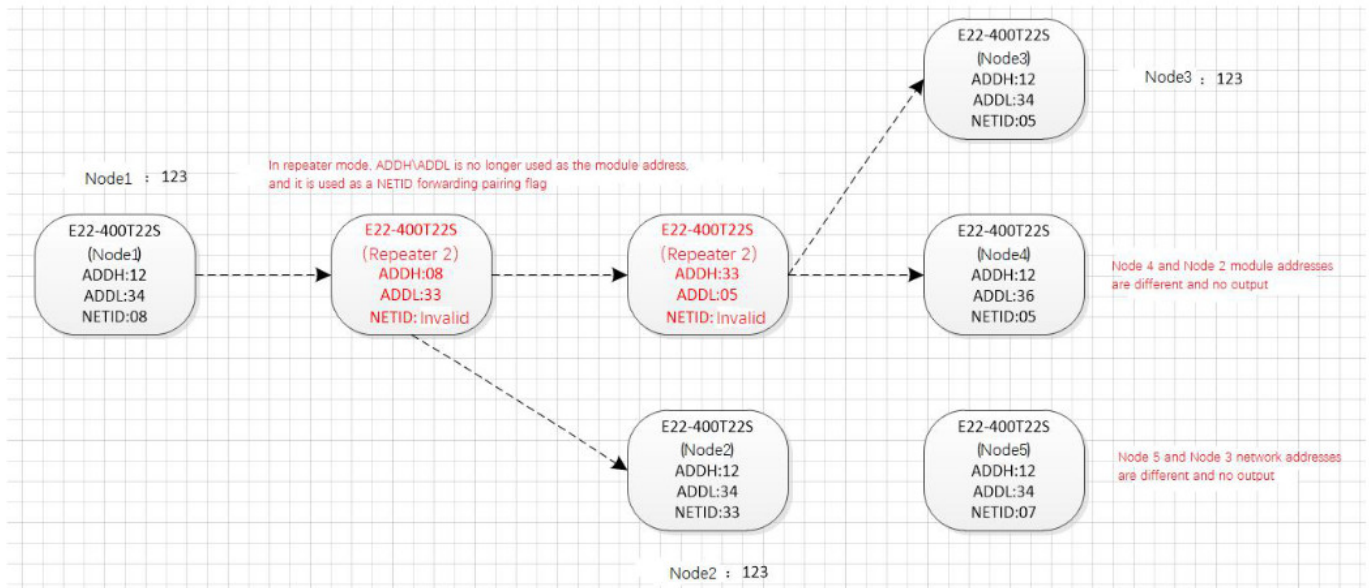 E22-400T22S
(Node3)
ADDH:12
ADDL:34
NETID:05
Node3 : 123
In repeater mode, ADDH\ADDL is no longer used as the module address,
and it is used as a NETID forwarding pairing flag
Node1 : 123
E22-400T22S
(Node1)
ADDH:12
ADDL:34
NETID:08
E22-400T22S
(Repeater 2)
ADDH:08
ADDL:33
NETID: Invalid
E22-400T22S
(Repeater 2)
ADDH:33
ADDL:05
NETID: Invalid
E22-400T22S
(Node4)
ADDH:12
ADDL:36
NETID:05
Node 4 and Node 2 module addresses
are different and no output
E22-400T22S
(Node2)
ADDH:12
ADDL:34
NETID:33
E22-400T22S
(Node5)
ADDH:12
ADDL:34
NETID:07
Node 5 and Node 3 network addresses
are different and no output
Node2 : 123